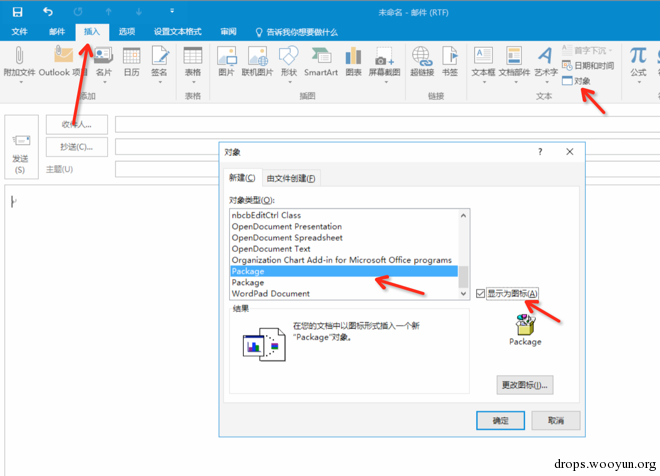 未命名 - 邮件 (RTF)
文件 邮件 插入 选项 设置文本格式 审阅 告诉我你想要做什么
附加文件 Outlook 项目 名片 日历 签名 表格 图片 联机图片 形状 SmartArt 图表 屏幕截图 超链接 书签 文本框 文档部件 艺术字 首字下沉 日期和时间 对象 公式
添加 表格 插图 链接 文本
发送
(S)
收件人...
抄送(C)...
主题(U)
对象 ?
新建(C) 由文件创建(F)
对象类型(O):
nbcbEditCtrl Class
OpenDocument Presentation
OpenDocument Spreadsheet
OpenDocument Text
Organization Chart Add-in for Microsoft Office programs
Package
Package
WordPad Document
显示为图标(A)
结果
在您的文档中以图标形式插入一个新
"Package"对象。
Package
更改图标(I)...
确定 取消
drops.wooyun.org